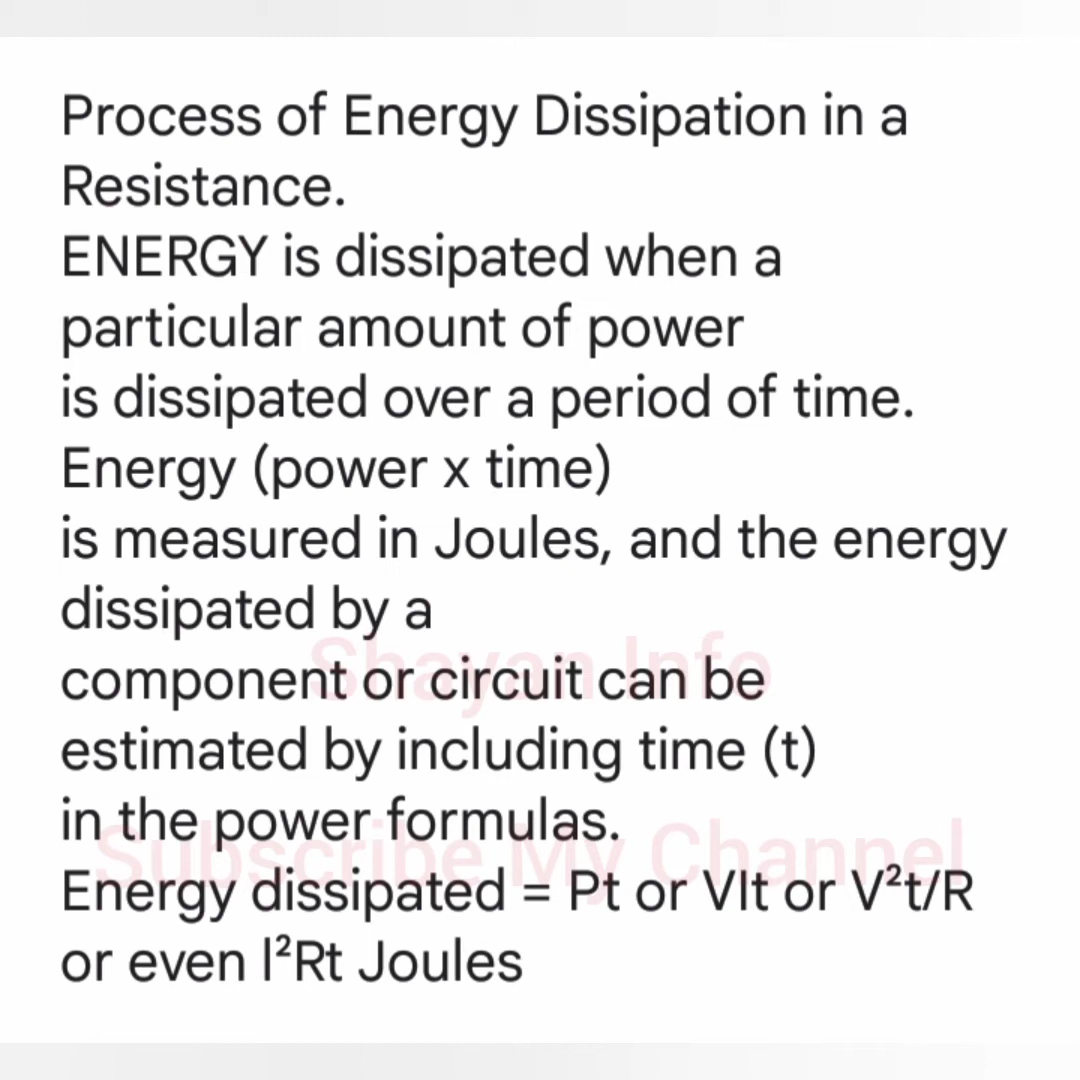 Process of Energy Dissipation in a
Resistance.
ENERGY is dissipated when a
particular amount of power
is dissipated over a period of time.
Energy (power x time)
is measured in Joules, and the energy
dissipated by a
Shayan Info
component or circuit can be
estimated by including time (t)
in the power formulas.
Subscribe My Channel
Energy dissipated = Pt or VIt or V²t/R
or even I²Rt Joules